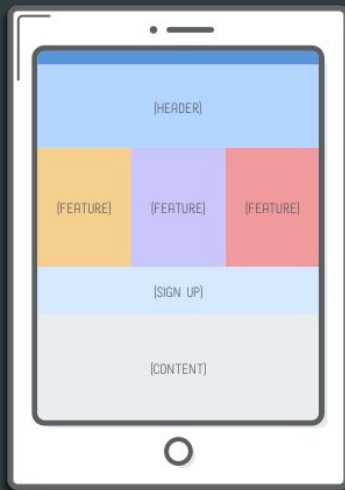 [HEADER]
[FEATURE] [FEATURE] [FEATURE]
[SIGN UP]
[CONTENT]